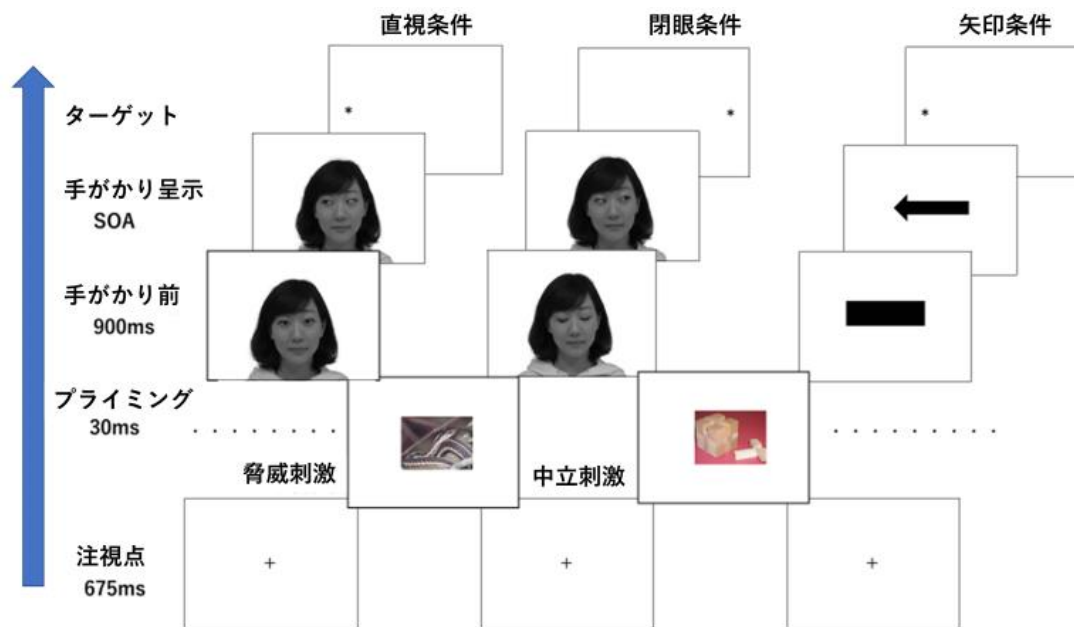 直視条件
閉眼条件
矢印条件
ターゲット
*
*
*
手がかり呈示
SOA
手がかり前
900ms
プライミング
30ms
脅威刺激
中立刺激
注視点
675ms
+
+
+